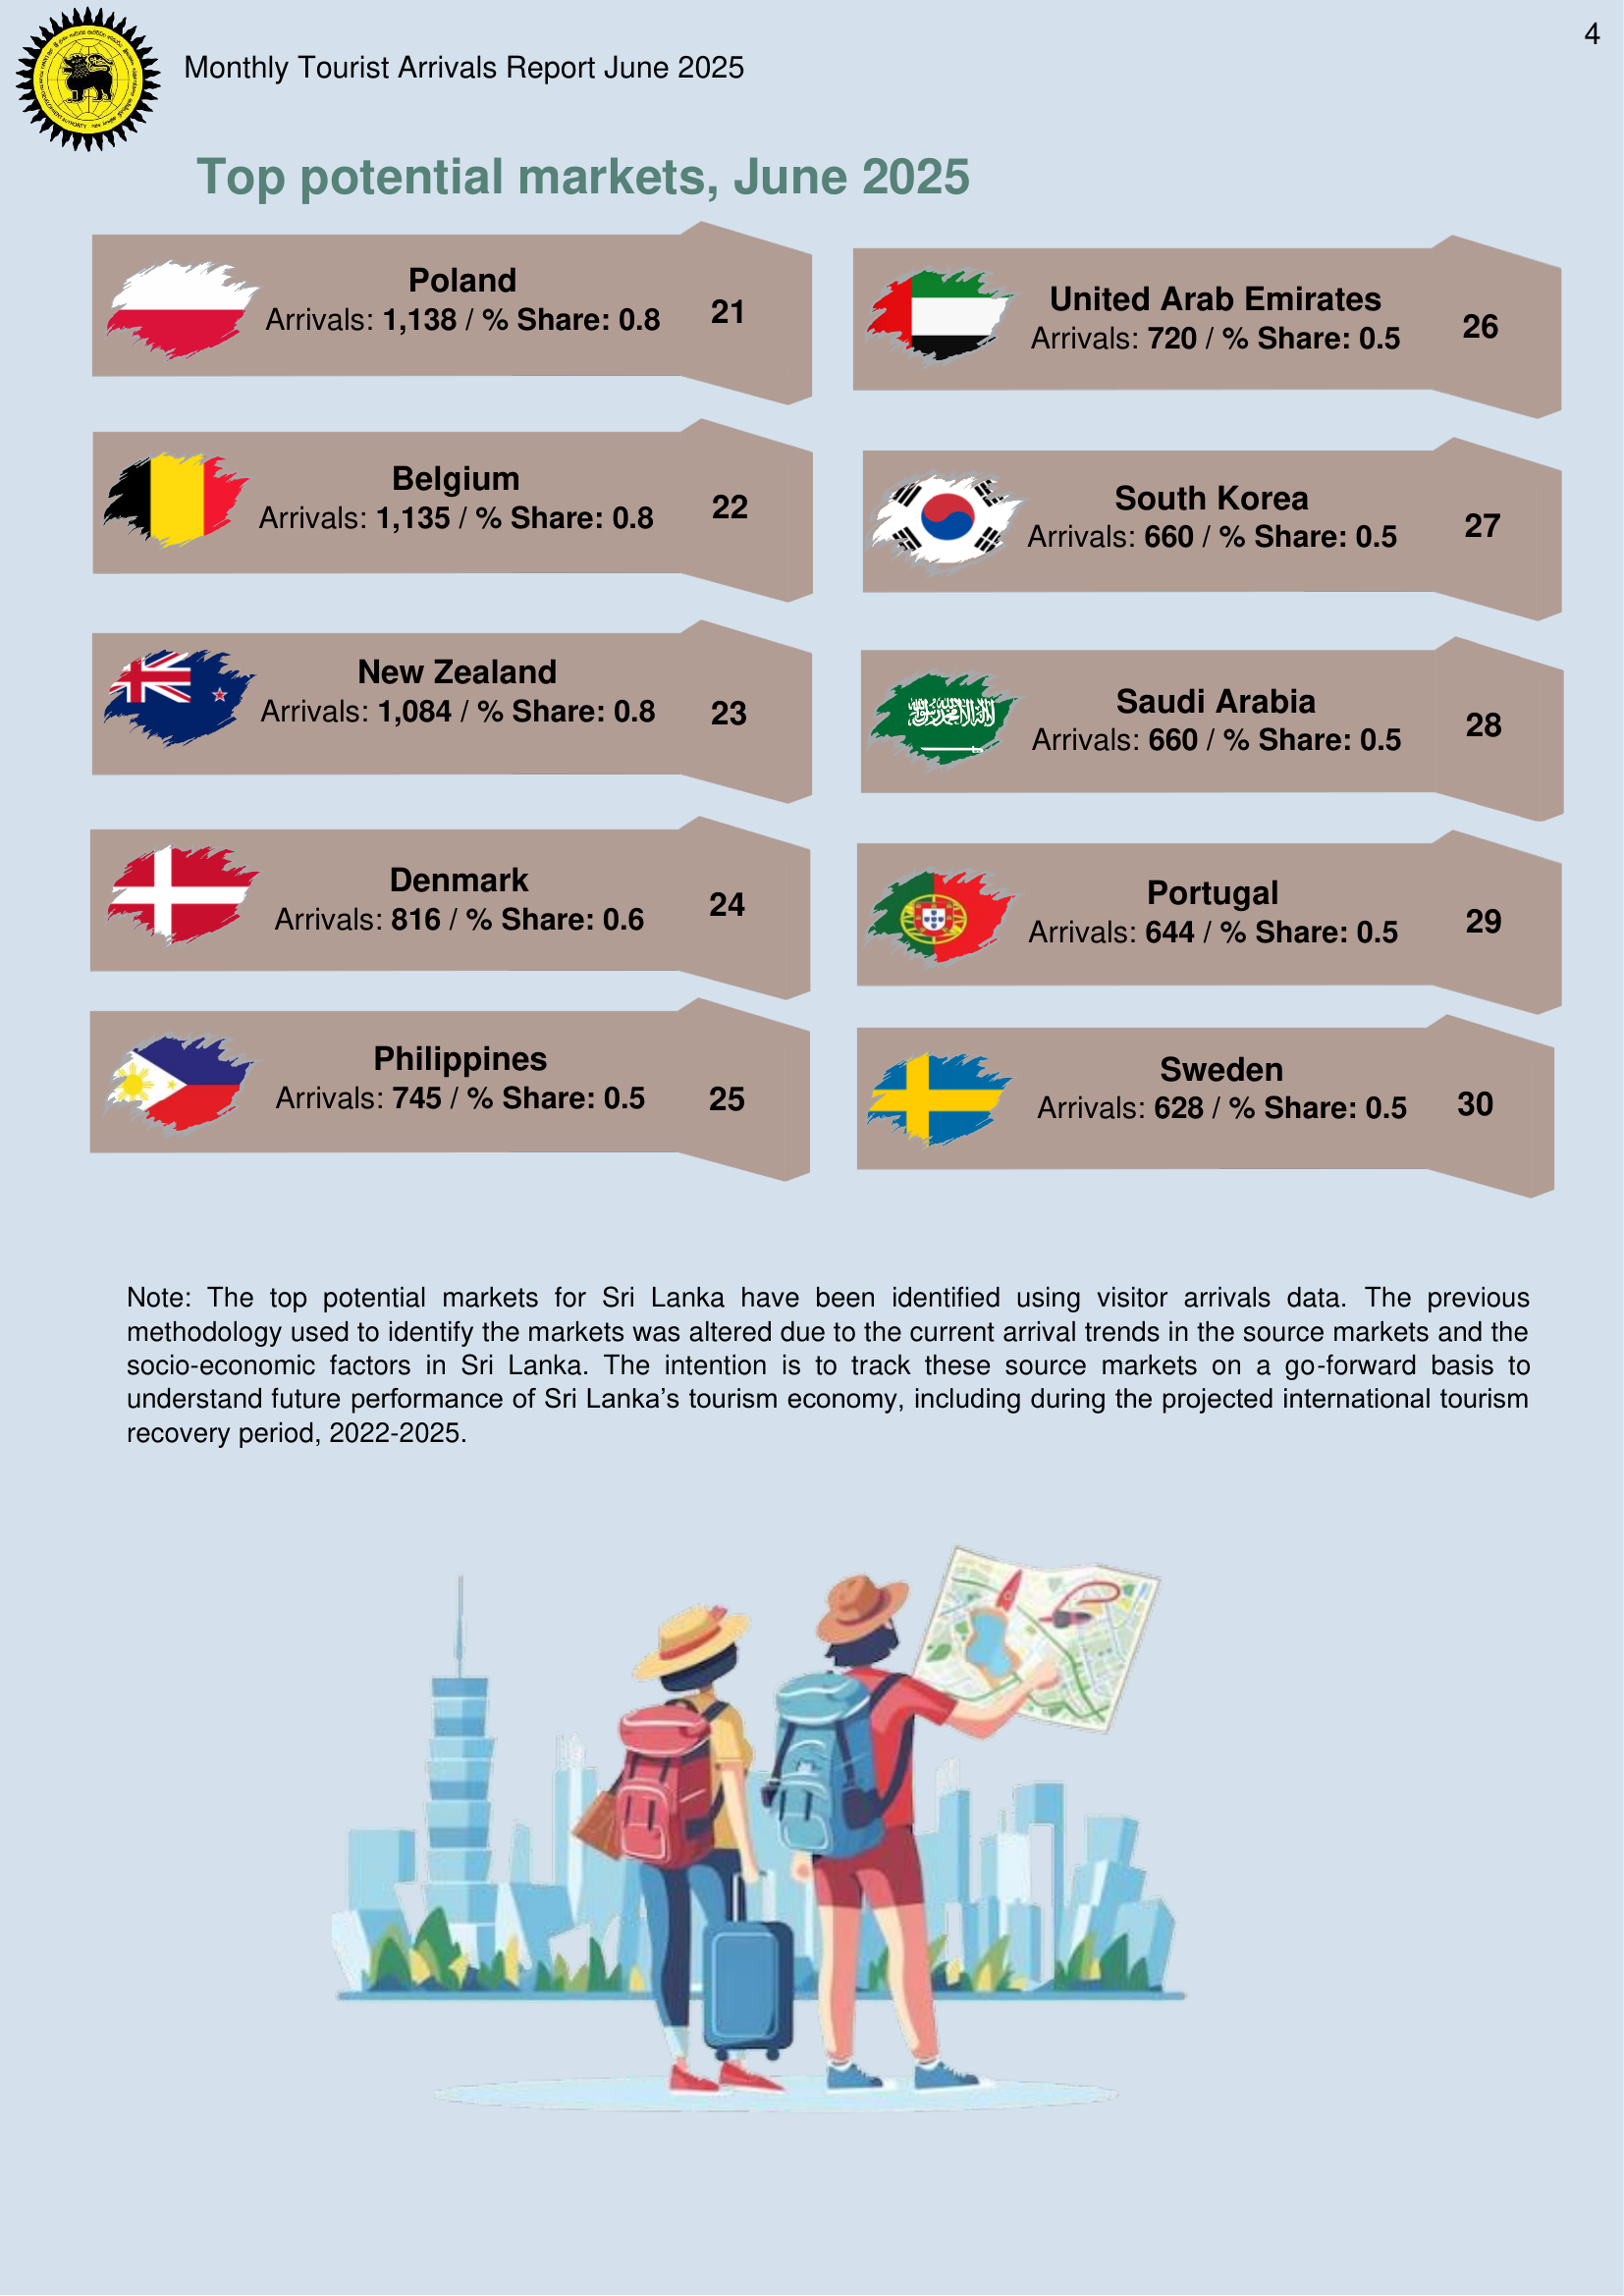 4
Monthly Tourist Arrivals Report June 2025
Top potential markets, June 2025
Poland
Arrivals: 1,138 / % Share: 0.8
21
Belgium
Arrivals: 1,135 / % Share: 0.8
22
New Zealand
Arrivals: 1,084 / % Share: 0.8
23
Denmark
Arrivals: 816 / % Share: 0.6
24
Philippines
Arrivals: 745 / % Share: 0.5
25
United Arab Emirates
Arrivals: 720 / % Share: 0.5
26
South Korea
Arrivals: 660 / % Share: 0.5
27
Saudi Arabia
Arrivals: 660 / % Share: 0.5
28
Portugal
Arrivals: 644 / % Share: 0.5
29
Sweden
Arrivals: 628 / % Share: 0.5
30
Note: The top potential markets for Sri Lanka have been identified using visitor arrivals data. The previous
methodology used to identify the markets was altered due to the current arrival trends in the source markets and the
socio-economic factors in Sri Lanka. The intention is to track these source markets on a go-forward basis to
understand future performance of Sri Lanka’s tourism economy, including during the projected international tourism
recovery period, 2022-2025.